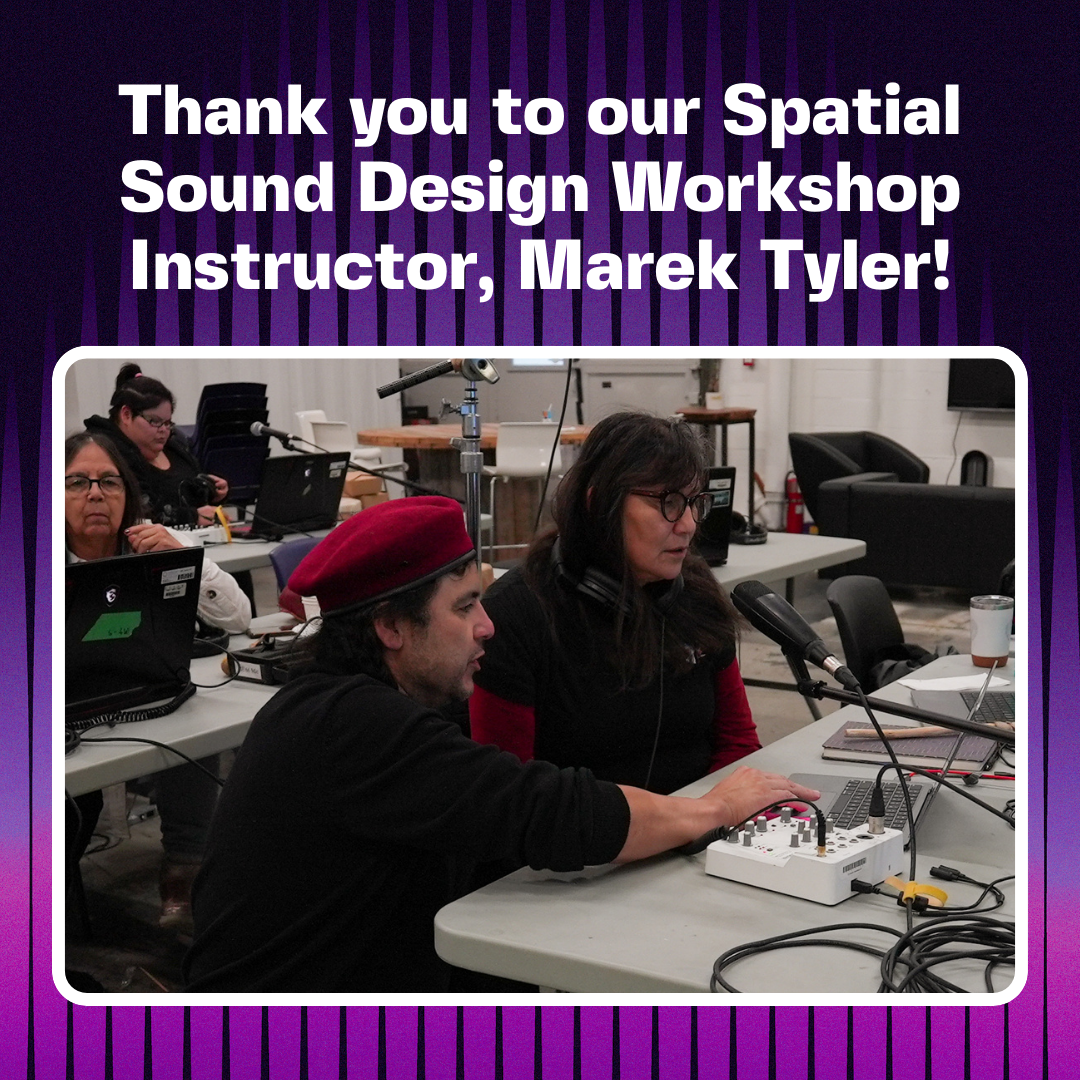 Thank you to our Spatial
Sound Design Workshop
Instructor, Marek Tyler!